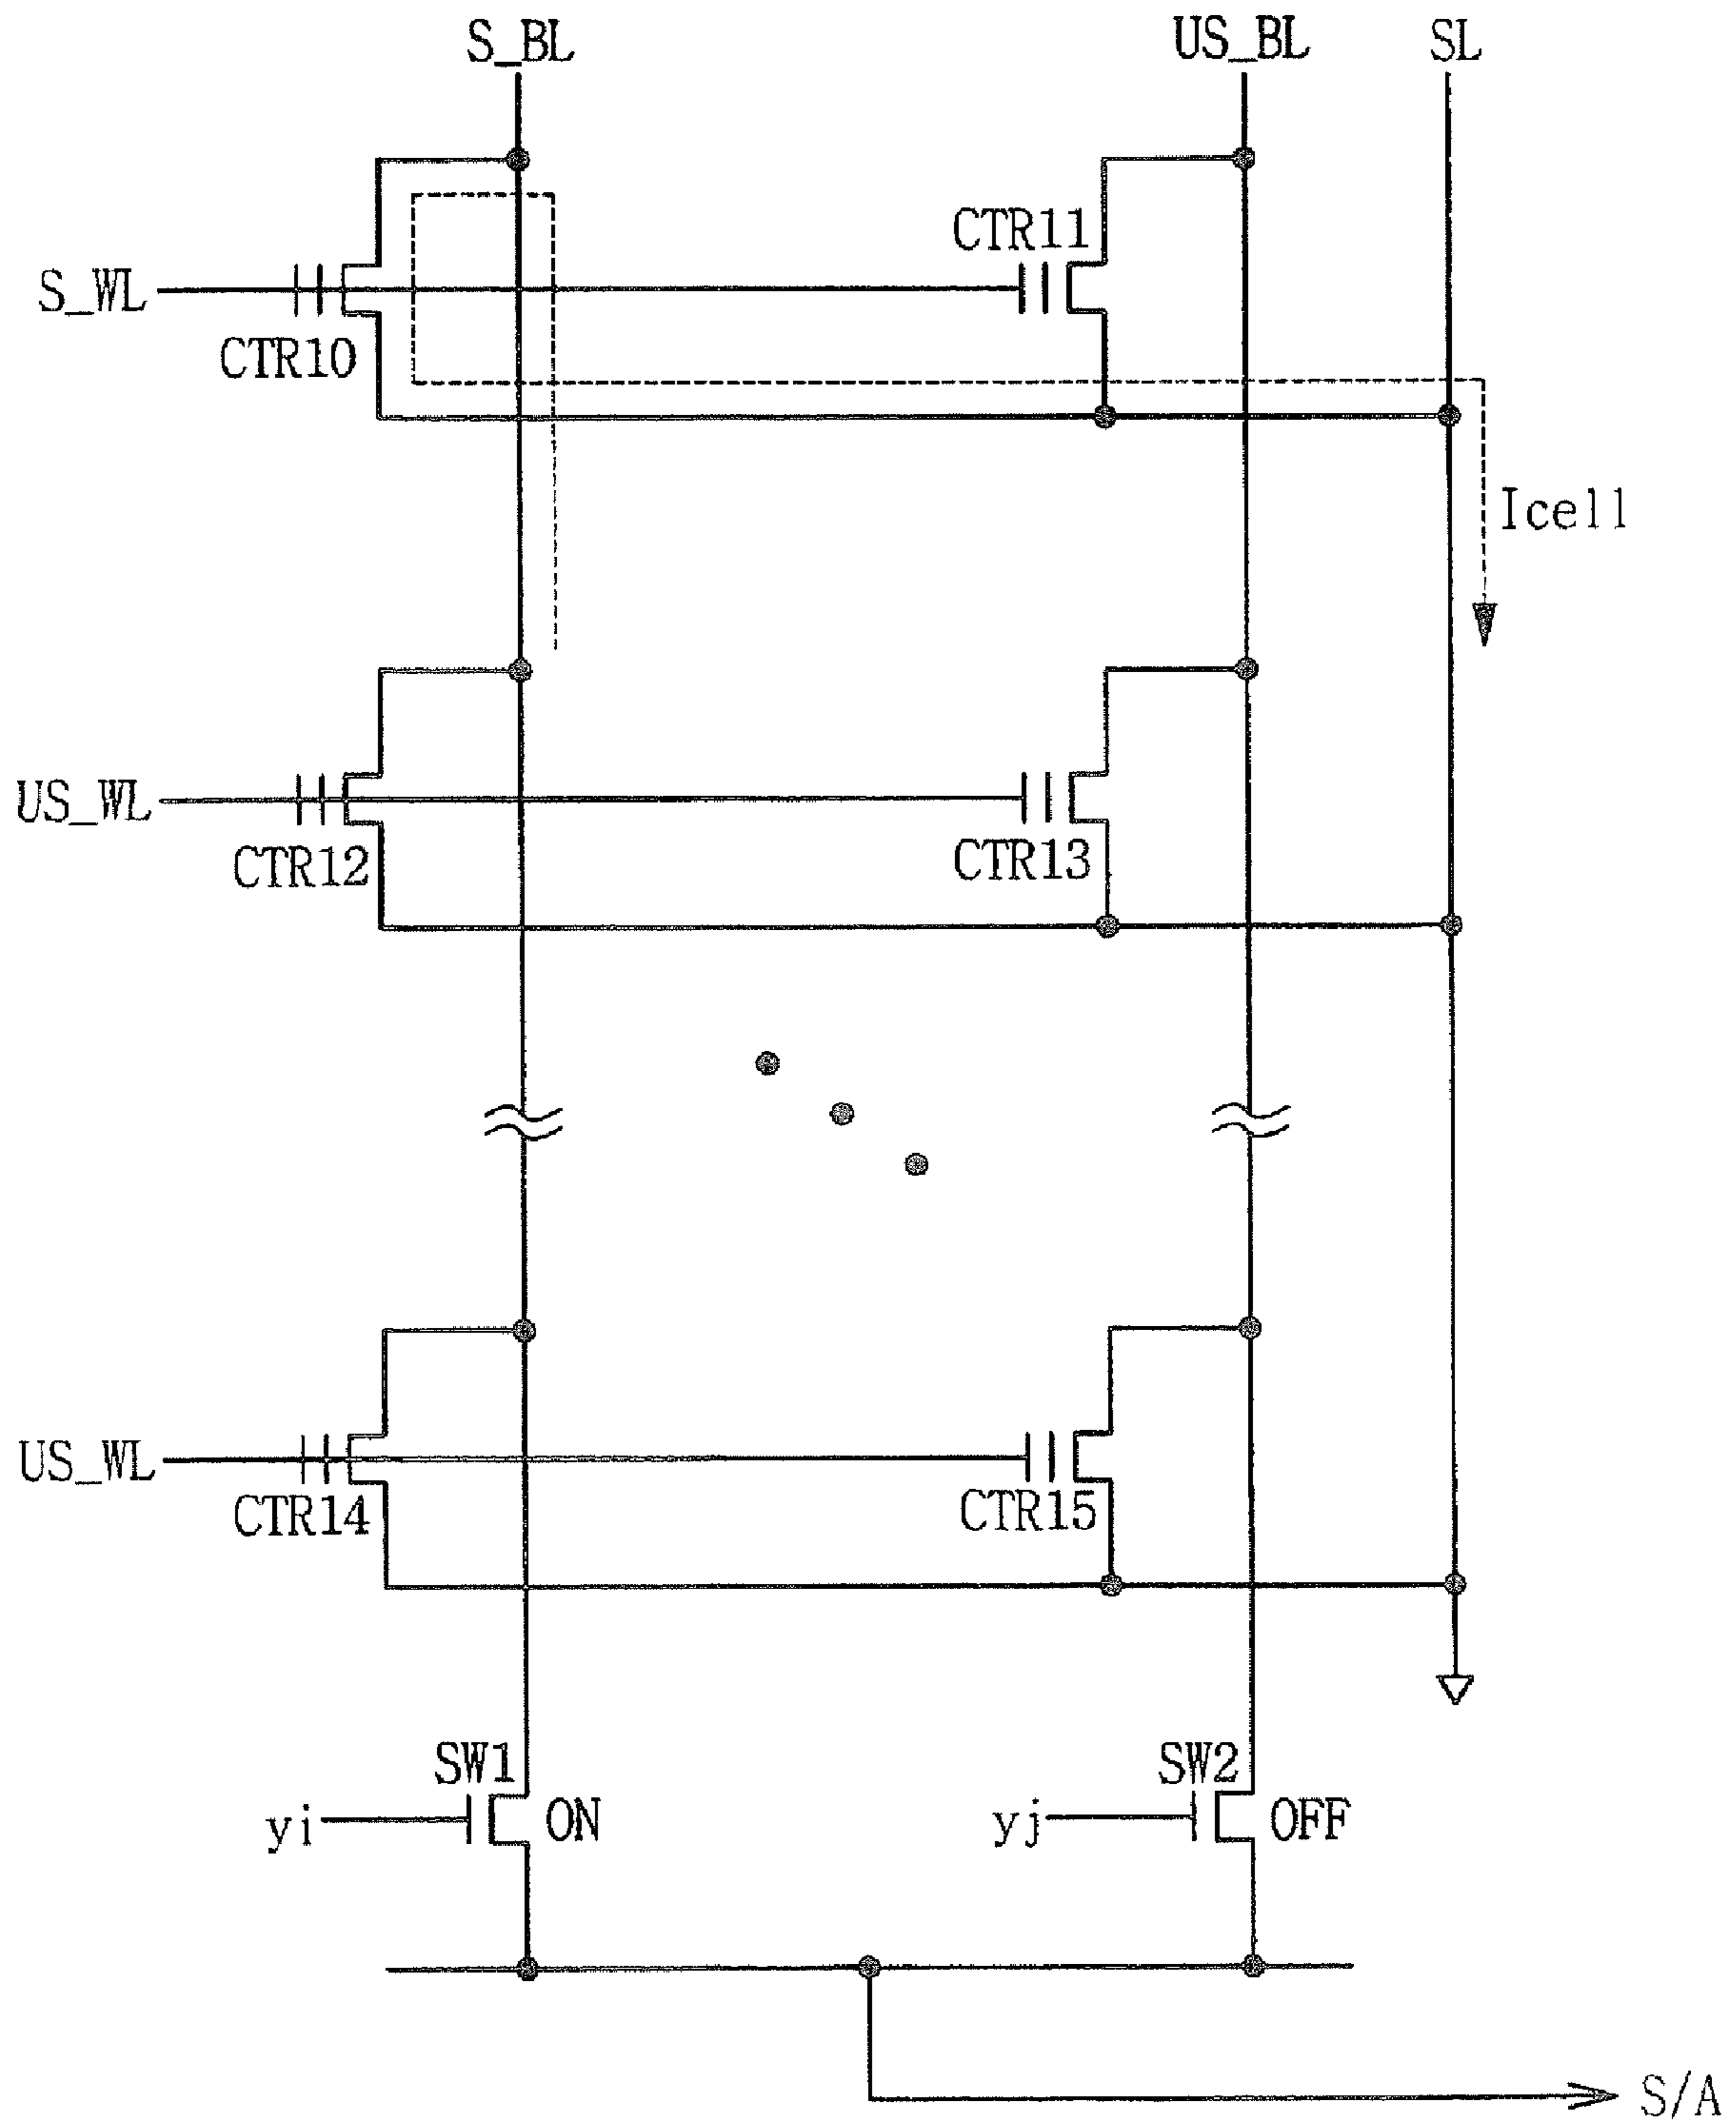 S_BL
US_BL
SL
CTR11
S_WL
CTR10
Icell
US_WL
CTR12
CTR13
US_WL
CTR14
CTR15
SW1
SW2
yi
ON
yj
OFF
S/A